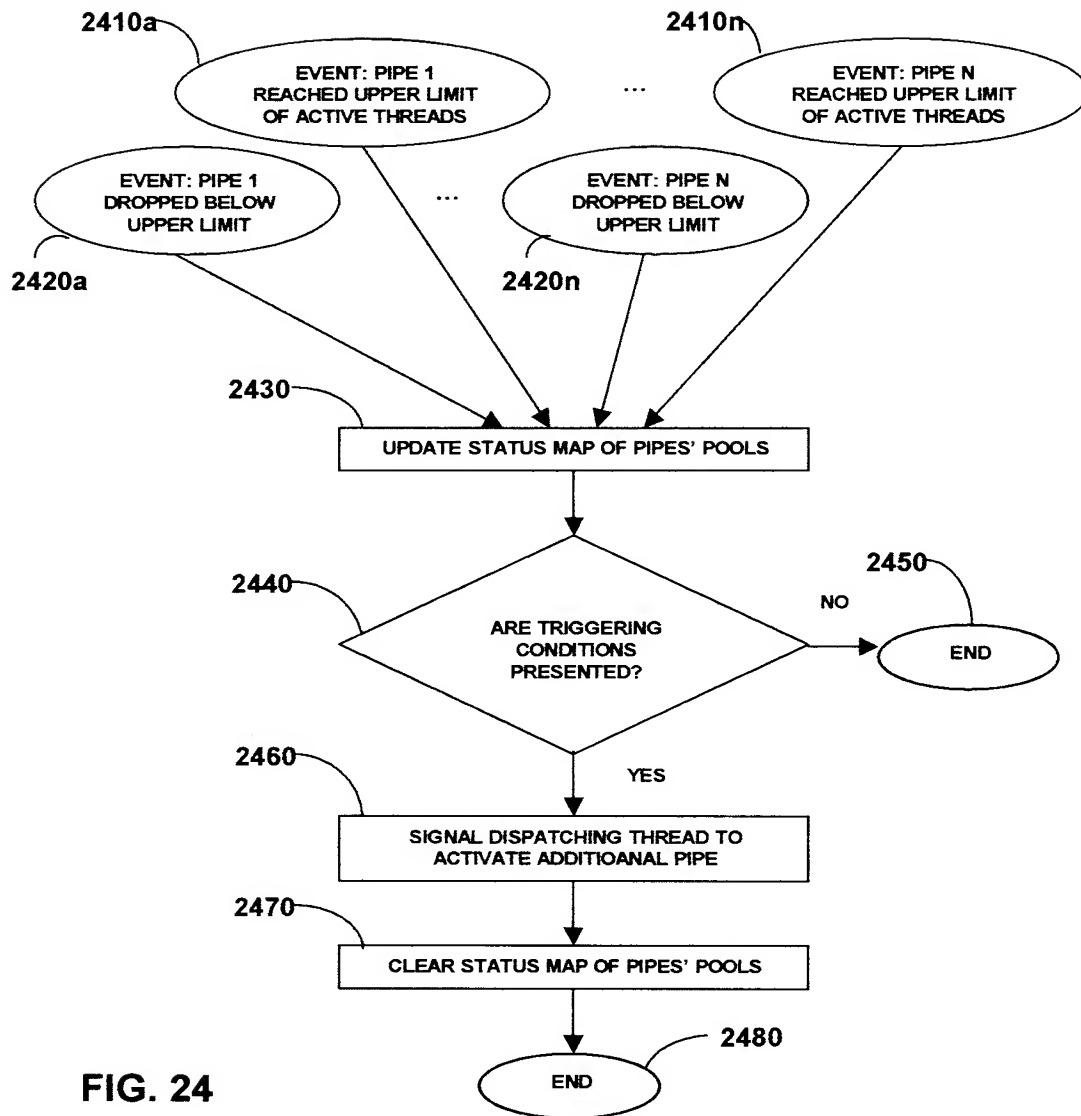 2410a
2410n
EVENT: PIPE 1
REACHED UPPER LIMIT
OF ACTIVE THREADS
...
EVENT: PIPE N
REACHED UPPER LIMIT
OF ACTIVE THREADS
EVENT: PIPE 1
DROPPED BELOW
UPPER LIMIT
...
EVENT: PIPE N
DROPPED BELOW
UPPER LIMIT
2420a
2420n
2430
UPDATE STATUS MAP OF PIPES' POOLS
2440
ARE TRIGGERING
CONDITIONS
PRESENTED?
NO
2450
END
YES
2460
SIGNAL DISPATCHING THREAD TO
ACTIVATE ADDITIOANAL PIPE
2470
CLEAR STATUS MAP OF PIPES' POOLS
2480
END
FIG. 24